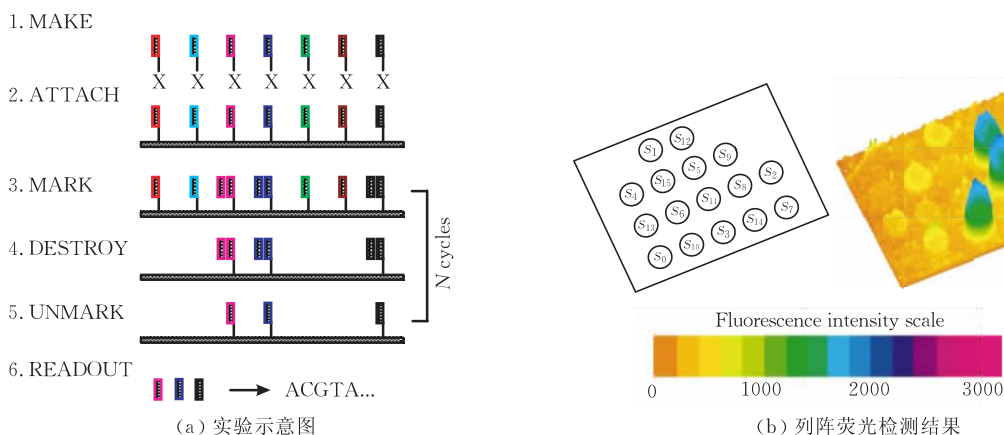 1. MAKE
X X X X X X X
2. ATTACH
3. MARK
4. DESTROY
5. UNMARK
N cycles
6. READOUT
ACGTA...
(a) 实验示意图
S1 S12
S4 S15 S5 S9
S13 S6 S11 S8 S2
S0 S10 S3 S14 S7
Fluorescence intensity scale
0 1000 2000 3000
(b) 列阵荧光检测结果